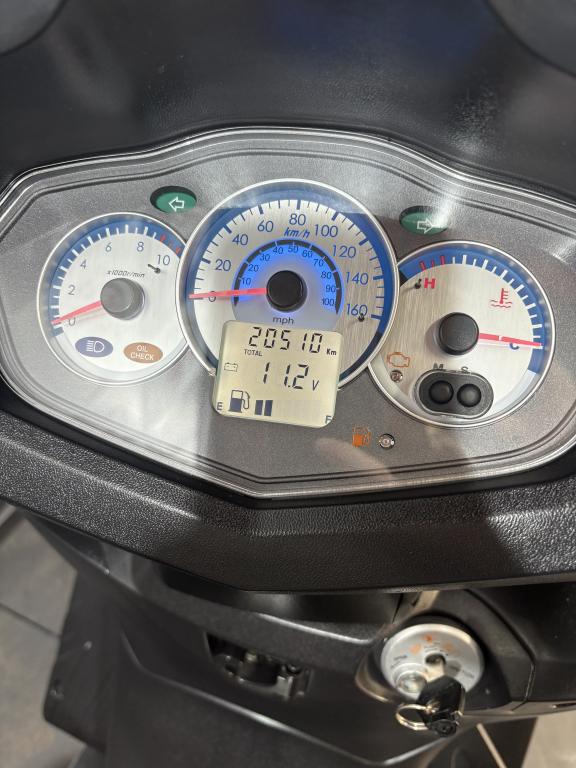 0 2 4 6 8 10
x1000r/min
OIL
CHECK
0 20 40 60 80 100 120 140 160
km/h
10 20 30 40 50 60 70 80 90 100
mph
20510 Km
TOTAL
11.2 V
E F
H
C
M S